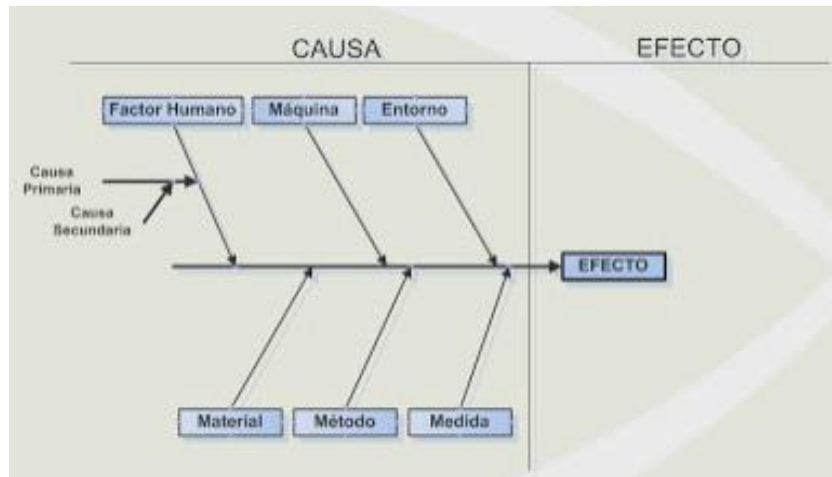 CAUSA
EFECTO
Factor Humano
Máquina
Entorno
Causa
Primaria
Causa
Secundaria
EFECTO
Material
Método
Medida